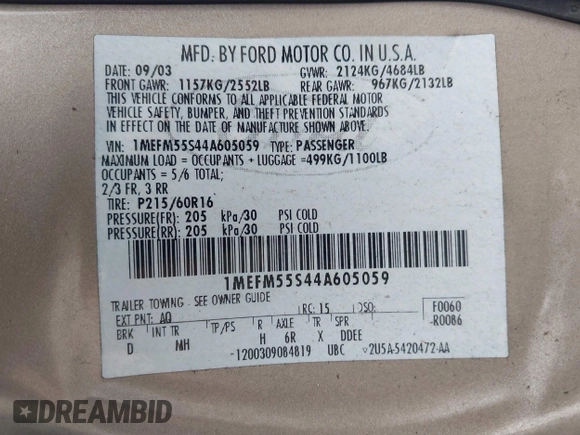 MFD. BY FORD MOTOR CO. IN U.S.A.
DATE: 09/03 GVWR: 2124KG/4684LB
FRONT GAWR: 1157KG/2552LB REAR GAWR: 967KG/2132LB
THIS VEHICLE CONFORMS TO ALL APPLICABLE FEDERAL MOTOR
VEHICLE SAFETY, BUMPER, AND THEFT PREVENTION STANDARDS
IN EFFECT ON THE DATE OF MANUFACTURE SHOWN ABOVE.
VIN: 1MEFM55S44A605059 TYPE: PASSENGER
MAXIMUM LOAD = OCCUPANTS + LUGGAGE =499KG/1100LB
OCCUPANTS = 5/6 TOTAL;
2/3 FR, 3 RR
TIRE: P215/60R16
PRESSURE(FR): 205 kPa/30 PSI COLD
PRESSURE(RR): 205 kPa/30 PSI COLD
1MEFM55S44A605059
TRAILER TOWING - SEE OWNER GUIDE
EXT PNT: AQ RC: 15 DSO: F0060
BRK INT TR TP/PS R AXLE TR SPR -R0086
D MH H 6R X DDEE
-1200309084819 UBC v2U5A-5420472-AA
DREAMBID